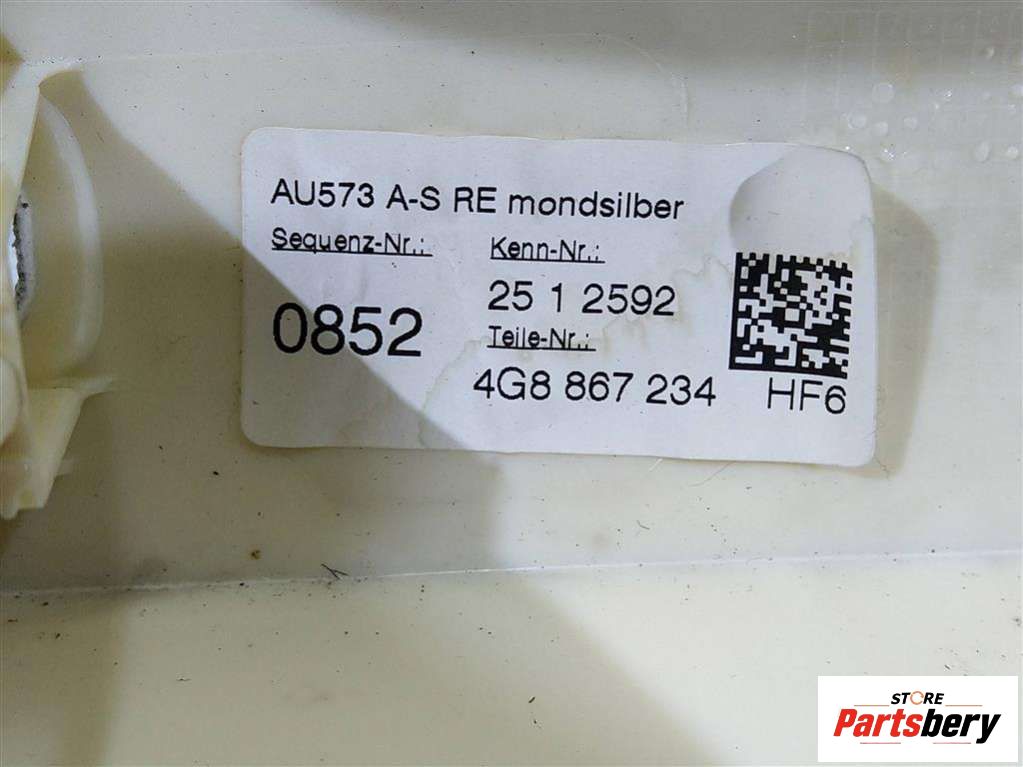 AU573 A-S RE mondsilber
Sequenz-Nr.:
Kenn-Nr.:
25 1 2592
0852
Teile-Nr.:
4G8 867 234 HF6
STORE
Partsbery